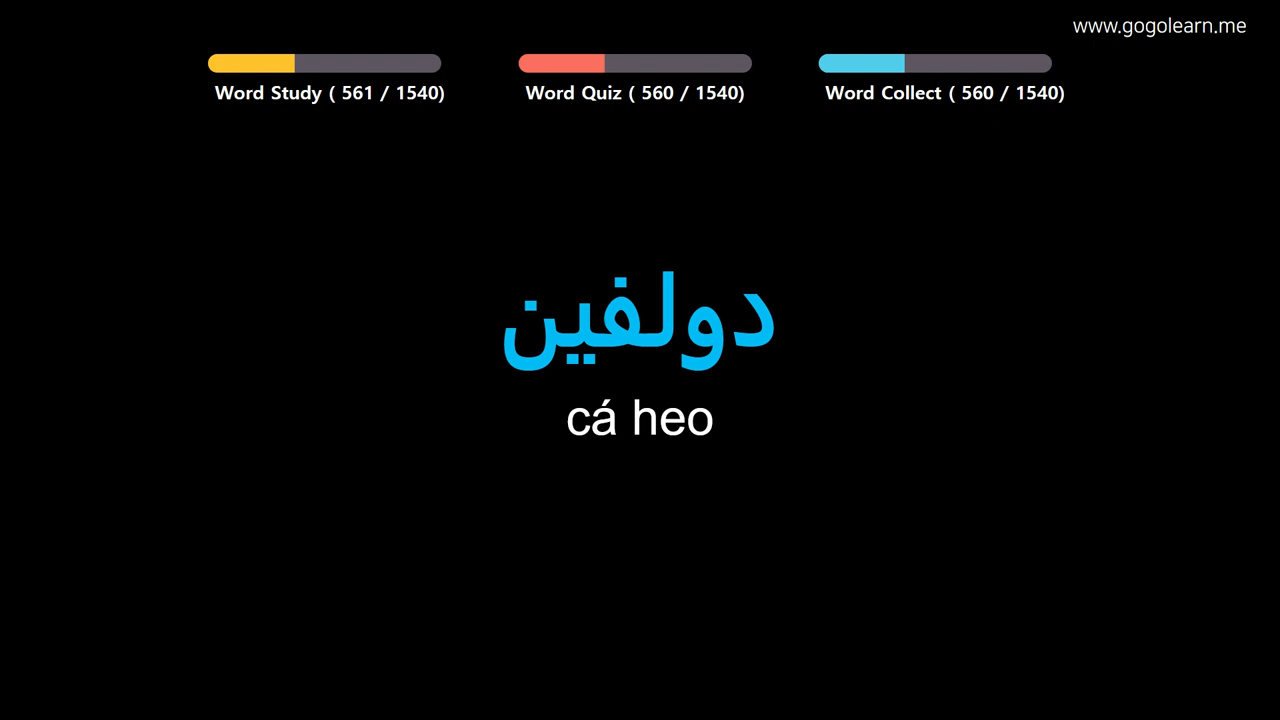 www.gogolearn.me
Word Study ( 561 / 1540)
Word Quiz ( 560 / 1540)
Word Collect ( 560 / 1540)
دولفين
cá heo